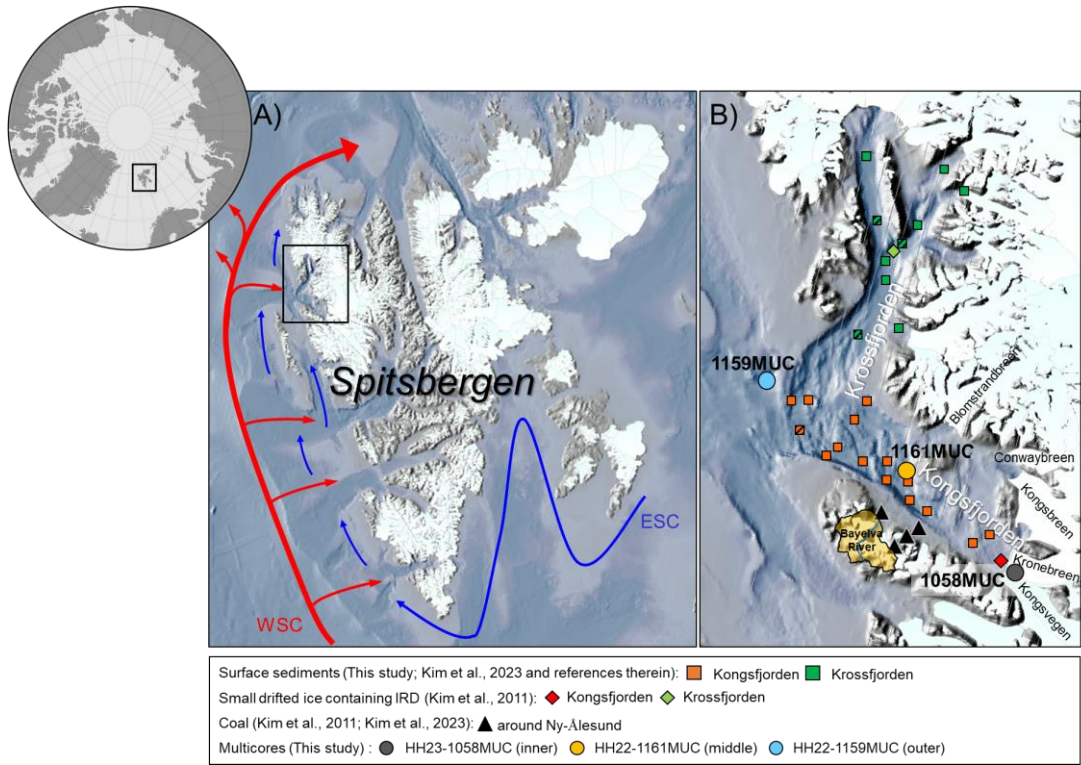 A)
B)
Spitsbergen
WSC
ESC
Krossfjorden
1159MUC
Blomstrandbreen
1161MUC
Conwaybreen
Kongsfjorden
Kongsbreen
Bayelva
River
Kronebreen
1058MUC
Kongsvegen
Surface sediments (This study; Kim et al., 2023 and references therein): Kongsfjorden Krossfjorden
Small drifted ice containing IRD (Kim et al., 2011): Kongsfjorden Krossfjorden
Coal (Kim et al., 2011; Kim et al., 2023): around Ny-Ålesund
Multicores (This study) : HH23-1058MUC (inner) HH22-1161MUC (middle) HH22-1159MUC (outer)